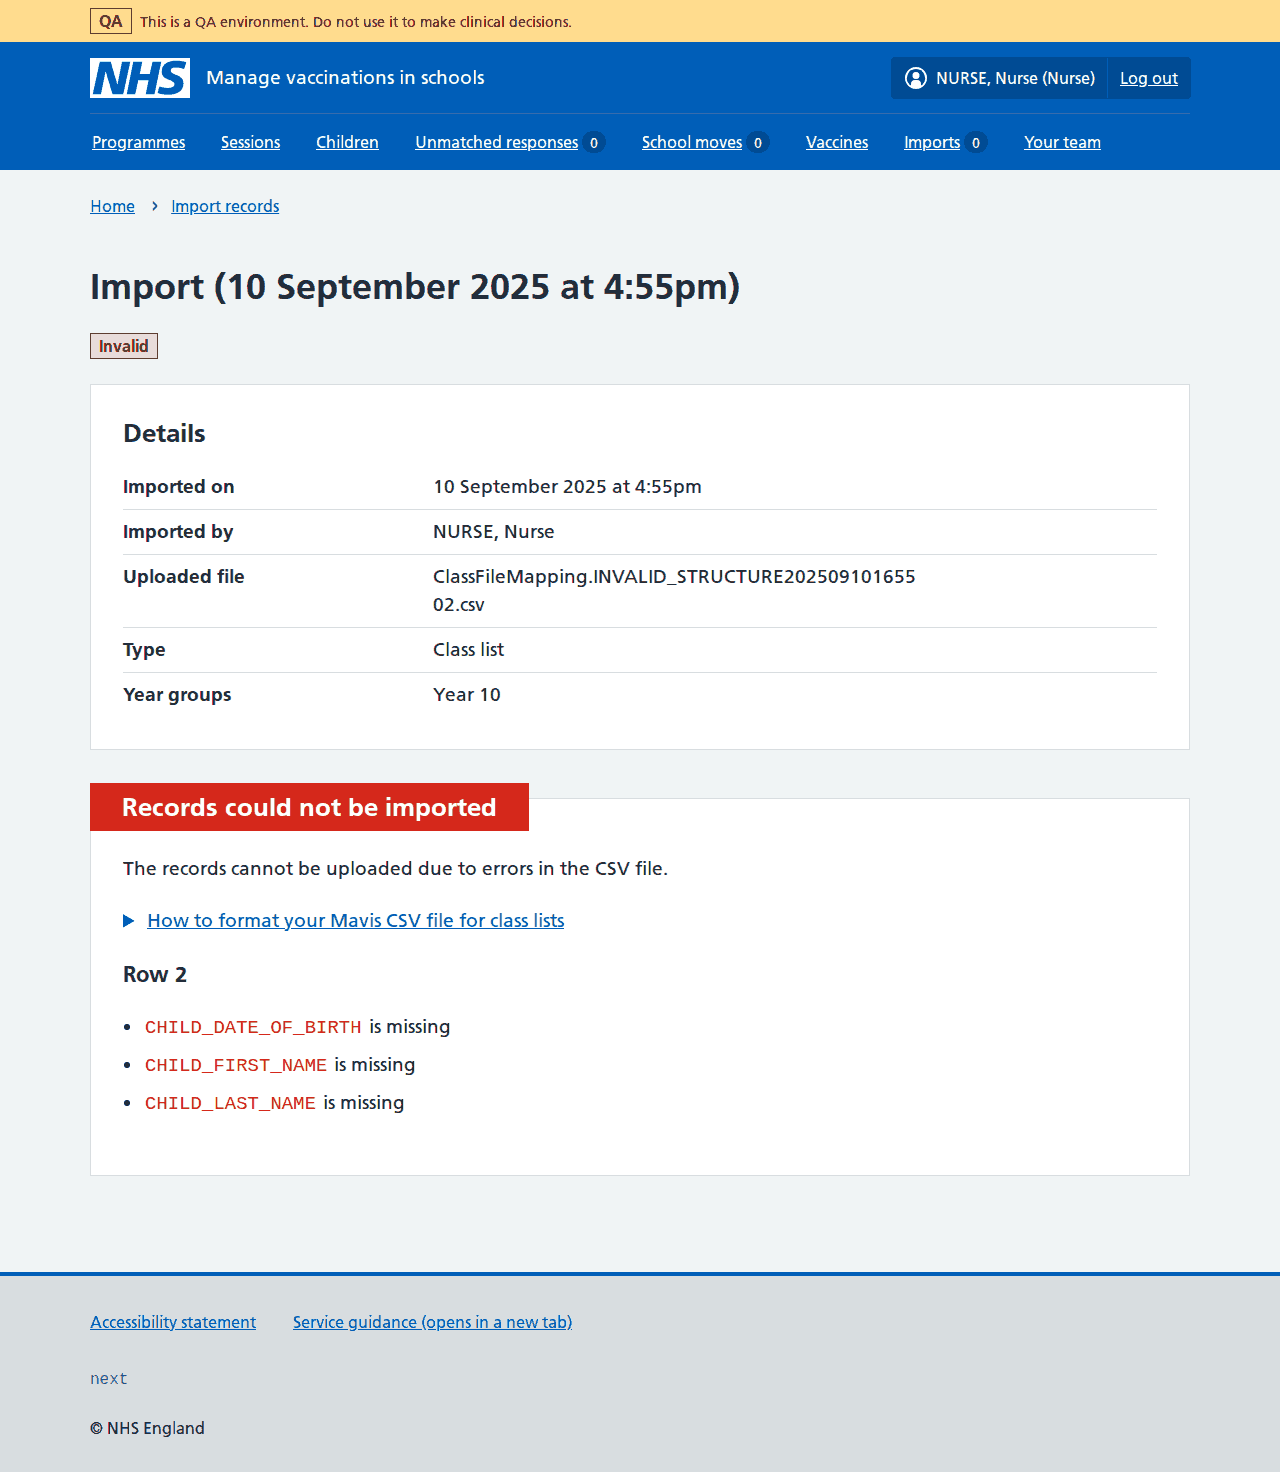 QA This is a QA environment. Do not use it to make clinical decisions.
NHS Manage vaccinations in schools NURSE, Nurse (Nurse) Log out
Programmes Sessions Children Unmatched responses 0 School moves 0 Vaccines Imports 0 Your team
Home › Import records
Import (10 September 2025 at 4:55pm)
Invalid
Details
Imported on 10 September 2025 at 4:55pm
Imported by NURSE, Nurse
Uploaded file ClassFileMapping.INVALID_STRUCTURE202509101655
02.csv
Type Class list
Year groups Year 10
Records could not be imported
The records cannot be uploaded due to errors in the CSV file.
How to format your Mavis CSV file for class lists
Row 2
• CHILD_DATE_OF_BIRTH is missing
• CHILD_FIRST_NAME is missing
• CHILD_LAST_NAME is missing
Accessibility statement Service guidance (opens in a new tab)
next
© NHS England